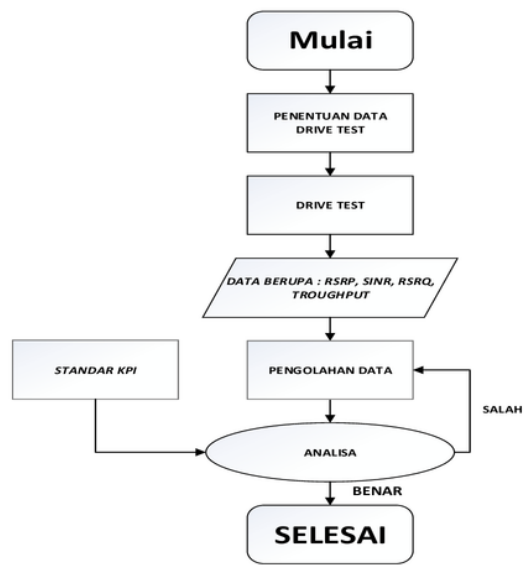 Mulai
PENENTUAN DATA
DRIVE TEST
DRIVE TEST
DATA BERUPA : RSRP, SINR, RSRQ,
TROUGHPUT
STANDAR KPI
PENGOLAHAN DATA
SALAH
ANALISA
BENAR
SELESAI